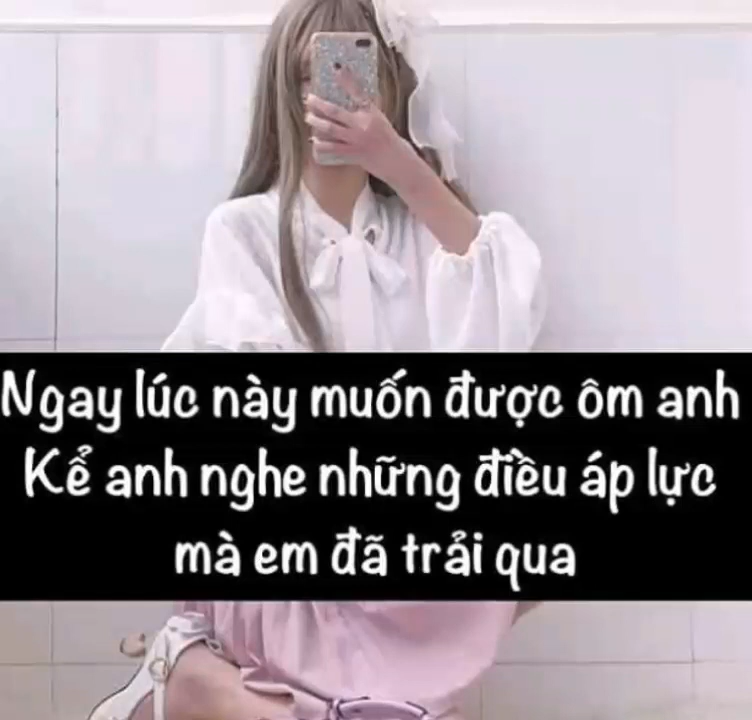 Ngay lúc này muốn được ôm anh
Kể anh nghe những điều áp lực
mà em đã trải qua